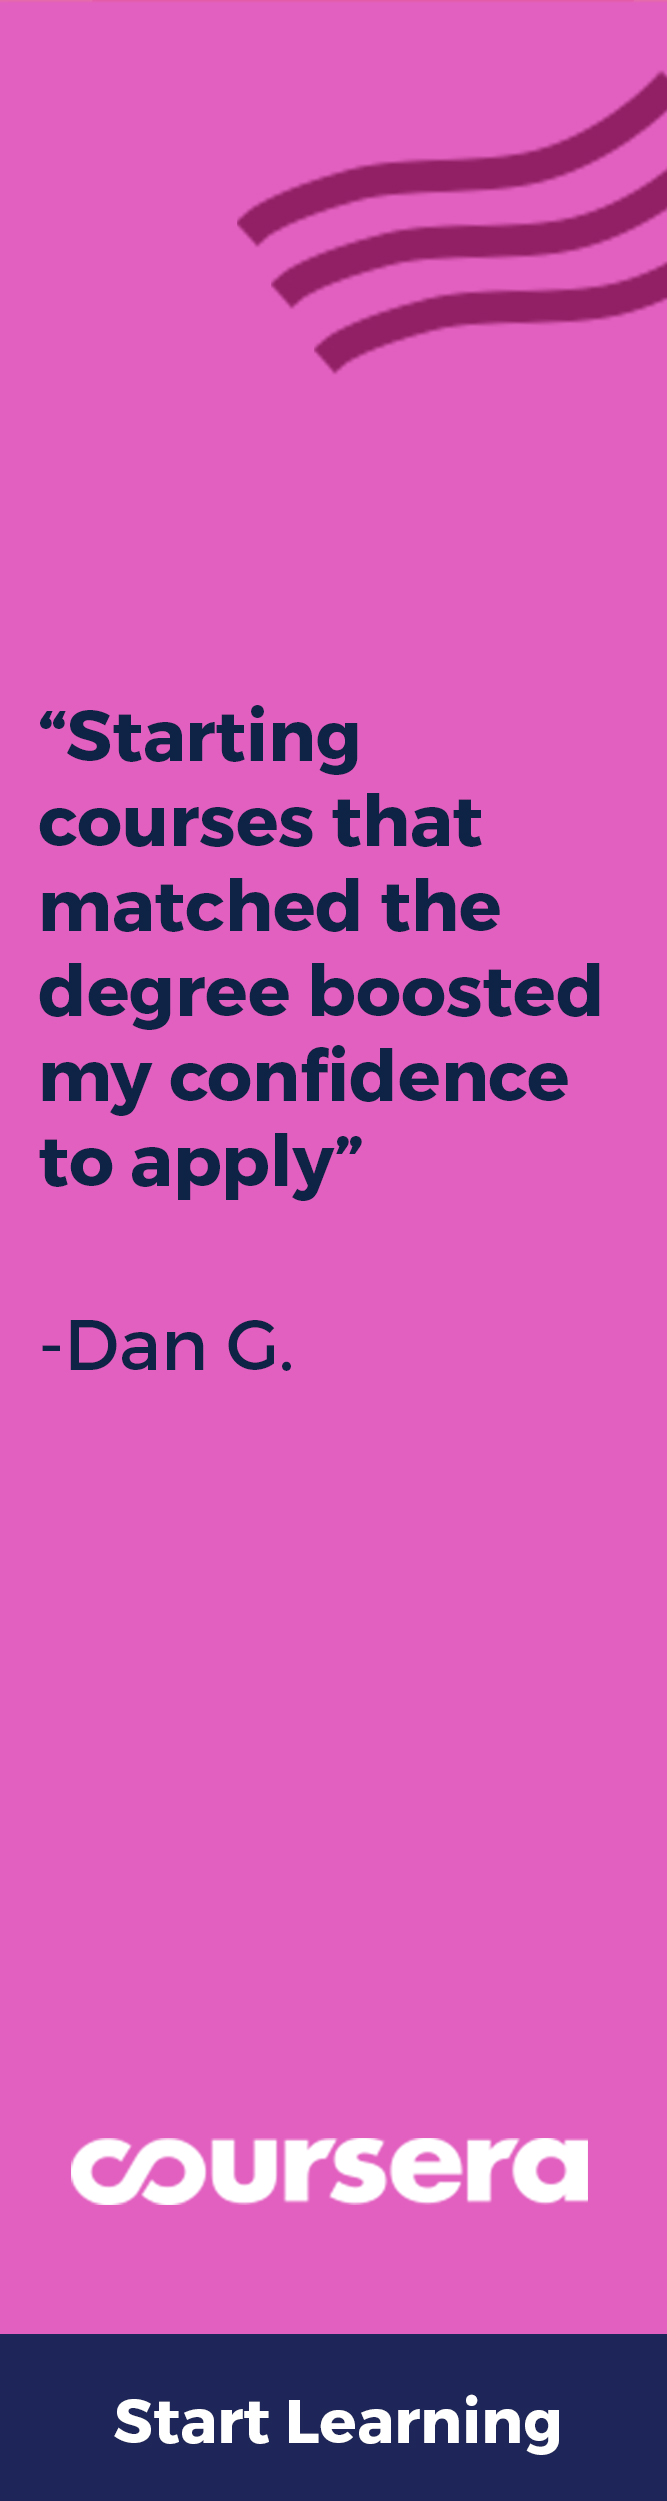 “Starting
courses that
matched the
degree boosted
my confidence
to apply”
-Dan G.
coursera
Start Learning